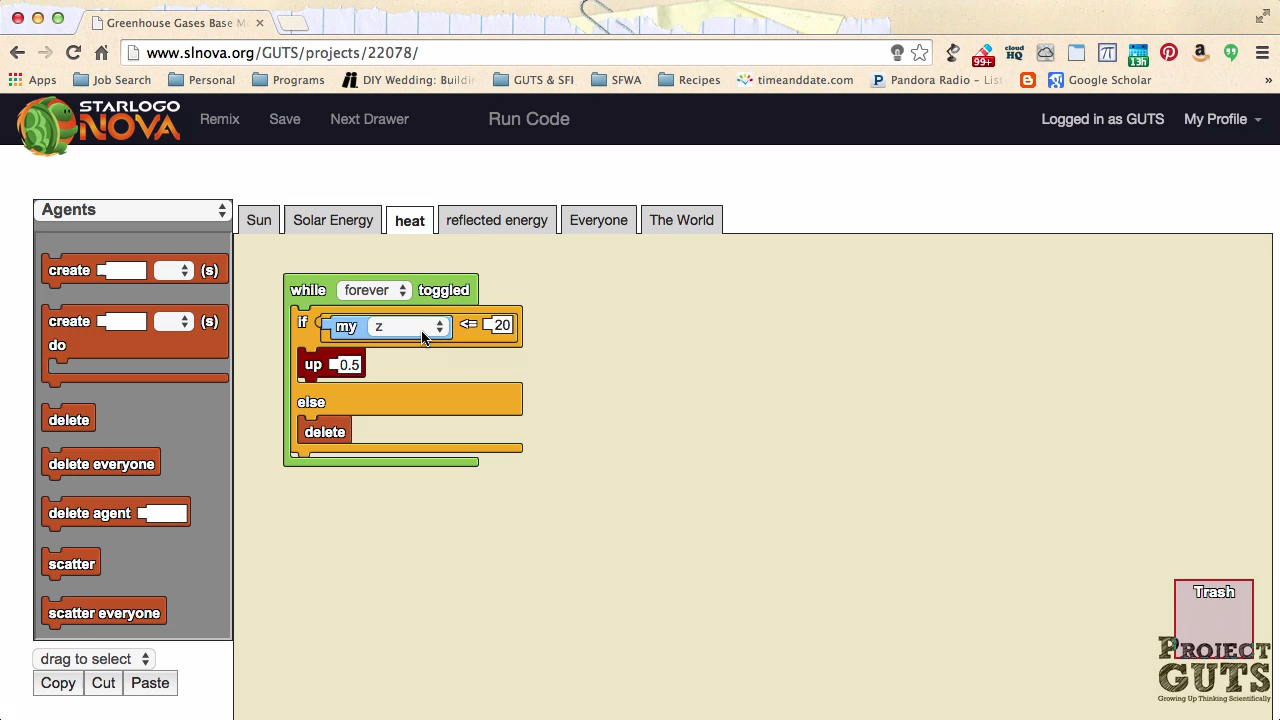 Greenhouse Gases Base M
www.slnova.org/GUTS/projects/22078/
99+
cloud HQ
13h
Apps Job Search Personal Programs DIY Wedding: Buildi GUTS & SFI SFWA Recipes timeanddate.com Pandora Radio - List Google Scholar »
STARLOGO NOVA
Remix Save Next Drawer Run Code Logged in as GUTS My Profile
Agents
Sun Solar Energy heat reflected energy Everyone The World
create (s)
create (s)
do
delete
delete everyone
delete agent
scatter
scatter everyone
drag to select
Copy Cut Paste
while forever toggled
if my z <= 20
up 0.5
else
delete
Trash
PROJECT
GUTS
Growing Up Thinking Scientifically